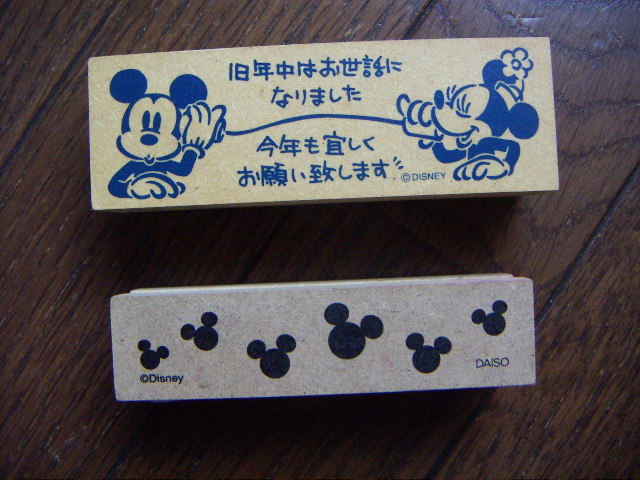 旧年中はお世話に
なりました
今年も宜しく
お願い致します
©DISNEY
©Disney
DAISO